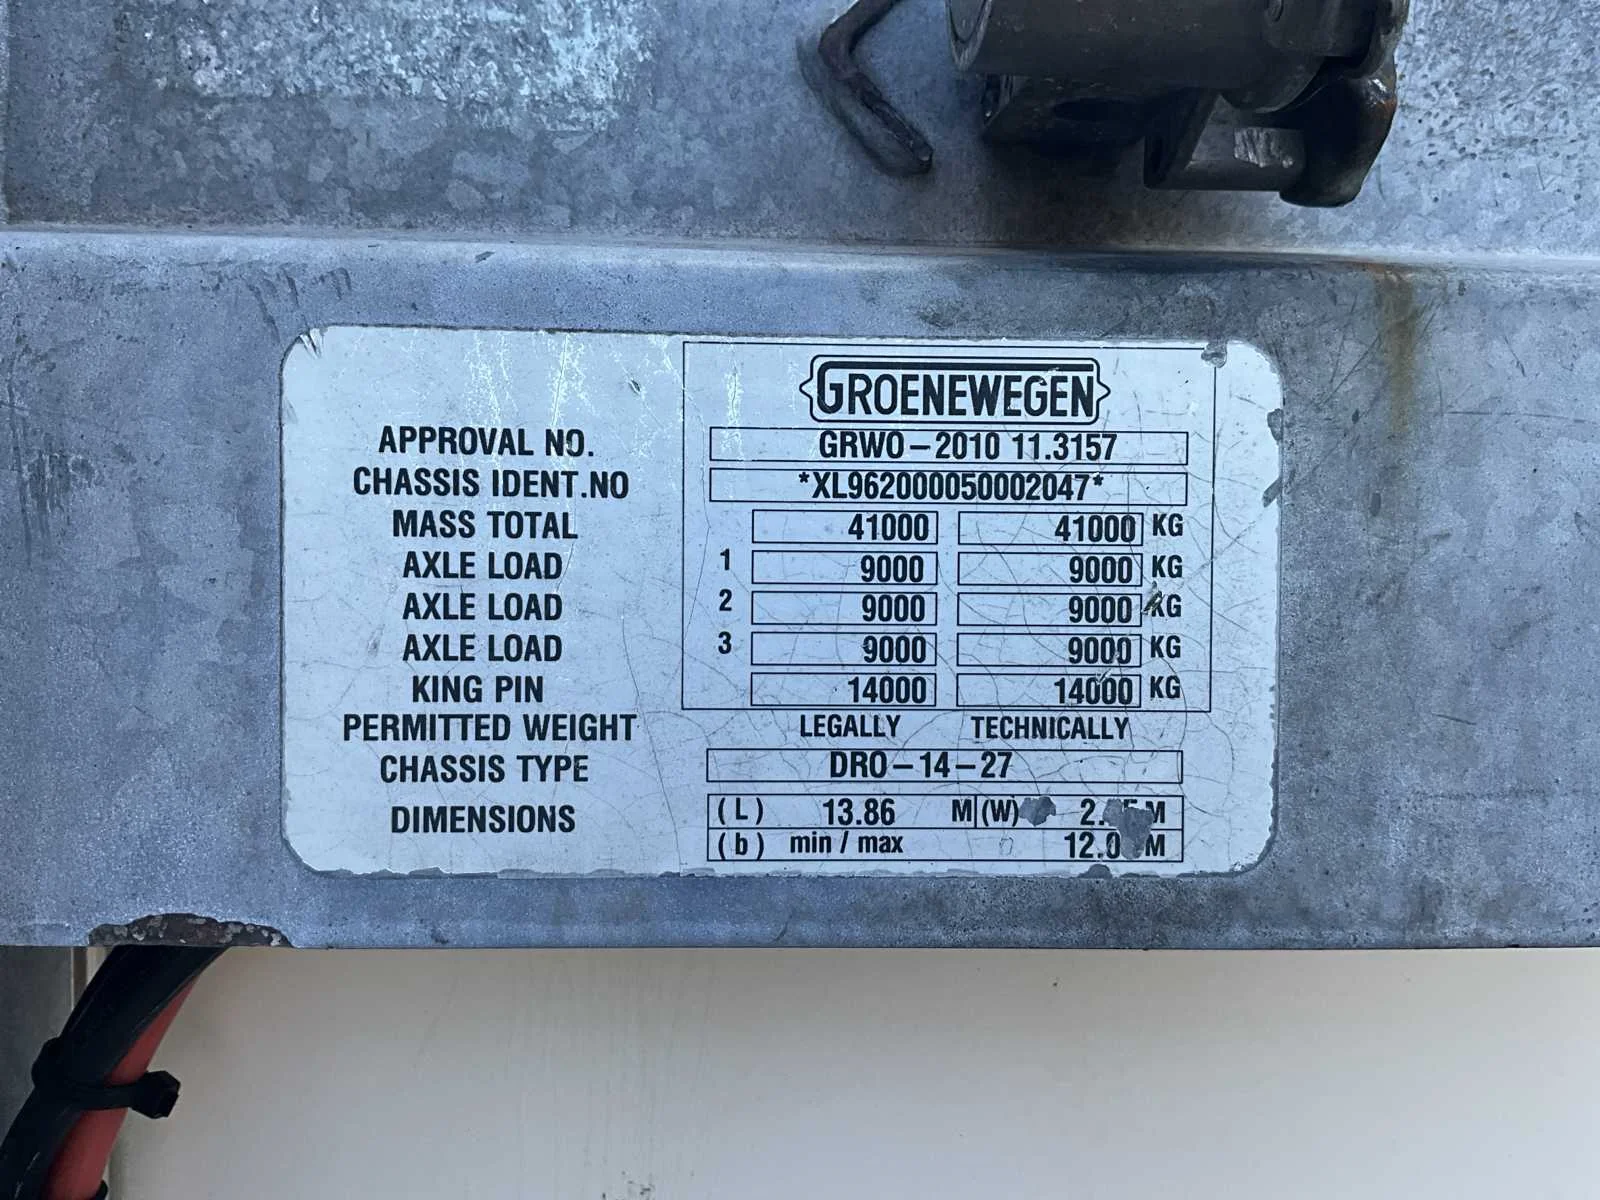 GROENEWEGEN
APPROVAL NO. GRWO-2010 11.3157
CHASSIS IDENT.NO *XL962000050002047*
MASS TOTAL 41000 41000 KG
AXLE LOAD 1 9000 9000 KG
AXLE LOAD 2 9000 9000 KG
AXLE LOAD 3 9000 9000 KG
KING PIN 14000 14000 KG
PERMITTED WEIGHT LEGALLY TECHNICALLY
CHASSIS TYPE DRO-14-27
DIMENSIONS (L) 13.86 M (W) M
(b) min / max M